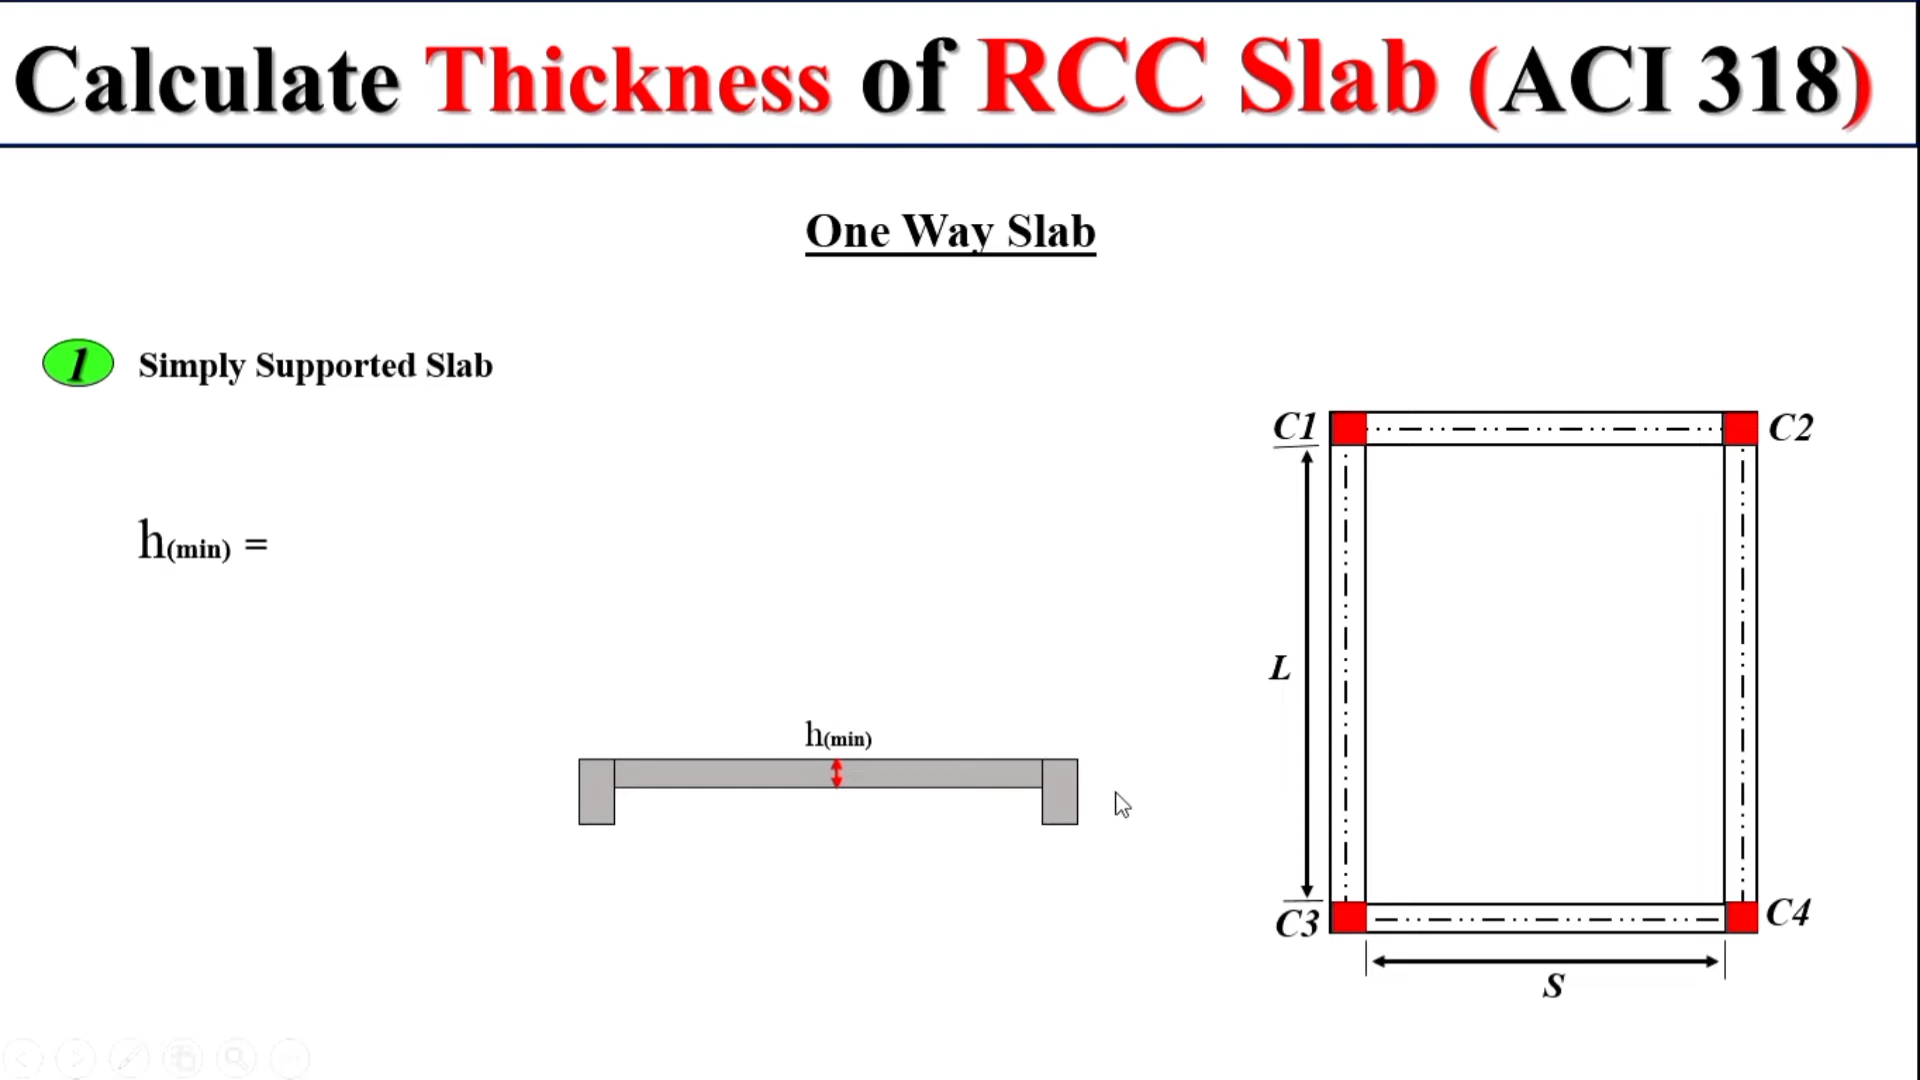 Calculate Thickness of RCC Slab (ACI 318)
One Way Slab
1 Simply Supported Slab
h(min) =
h(min)
C1
C2
L
C3
C4
S